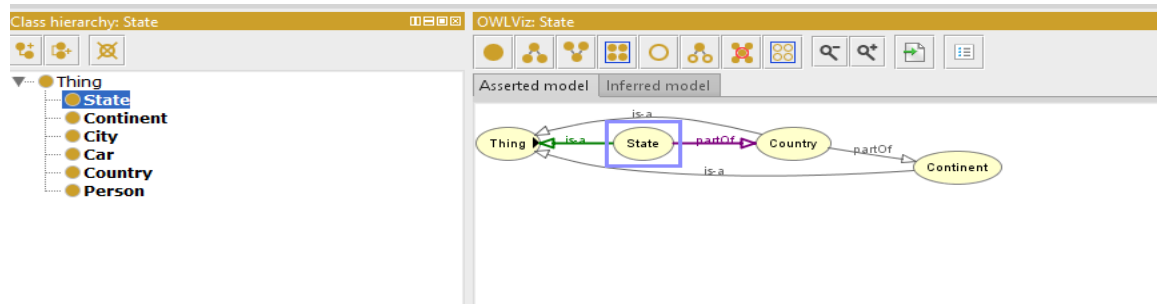 Class hierarchy: State
Thing
State
Continent
City
Car
Country
Person
OWLViz: State
Asserted model Inferred model
is-a
Thing is-a State partOf Country partOf Continent
is-a